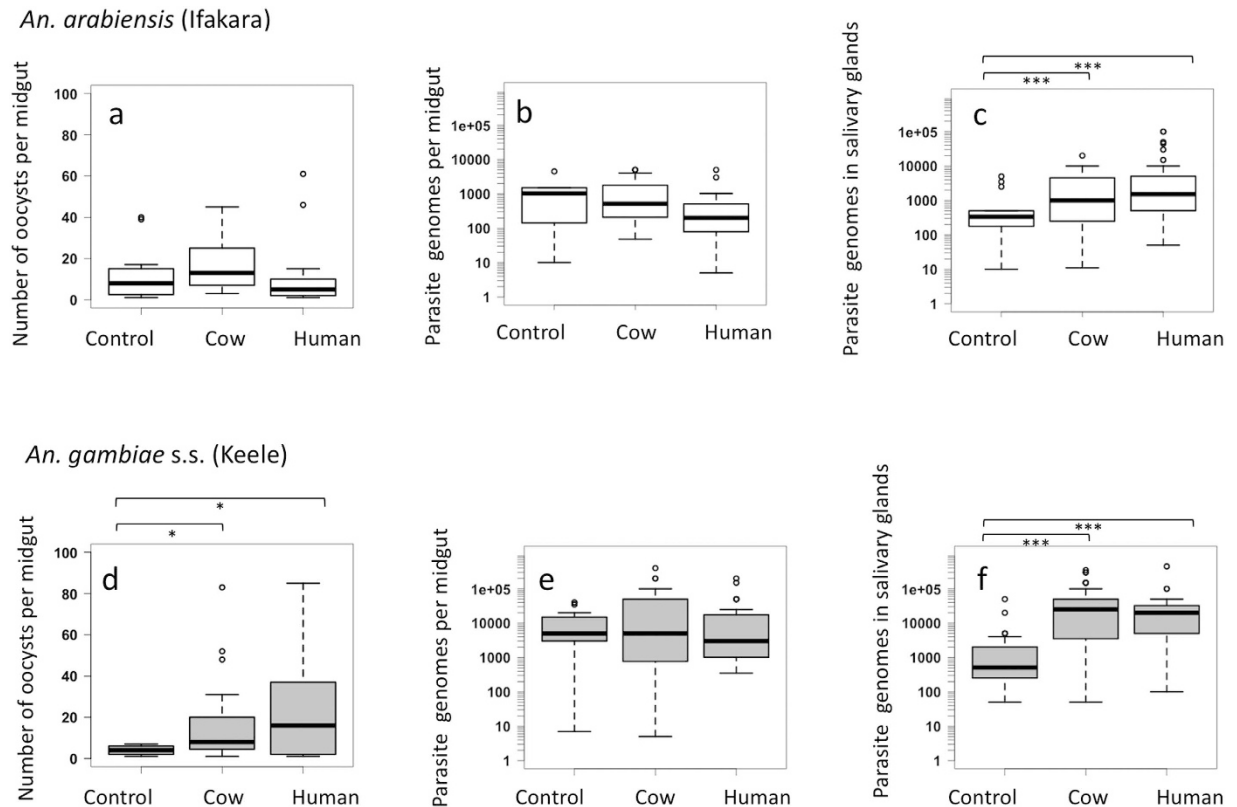 An. arabiensis (Ifakara)
Number of oocysts per midgut
100
80
60
40
20
0
a
Control Cow Human
Parasite genomes per midgut
1e+05
10000
1000
100
10
1
b
Control Cow Human
Parasite genomes in salivary glands
***
***
1e+05
10000
1000
100
10
1
c
Control Cow Human
An. gambiae s.s. (Keele)
Number of oocysts per midgut
*
*
100
80
60
40
20
0
d
Control Cow Human
Parasite genomes per midgut
1e+05
10000
1000
100
10
1
e
Control Cow Human
Parasite genomes in salivary glands
***
***
1e+05
10000
1000
100
10
1
f
Control Cow Human